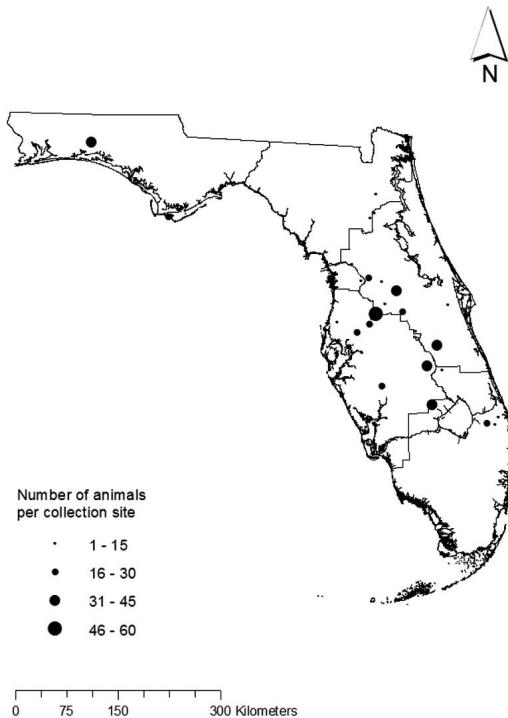 N
Number of animals
per collection site
1 - 15
16 - 30
31 - 45
46 - 60
0 75 150 300 Kilometers